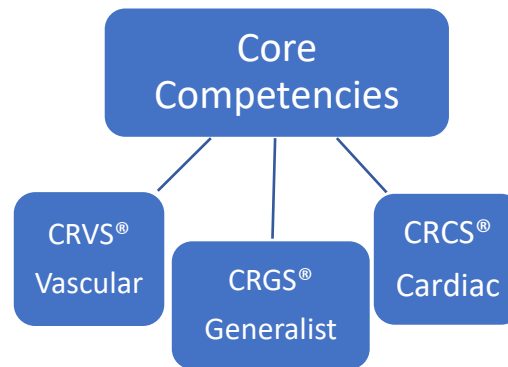 Core
Competencies
CRVS®
Vascular
CRGS®
Generalist
CRCS®
Cardiac